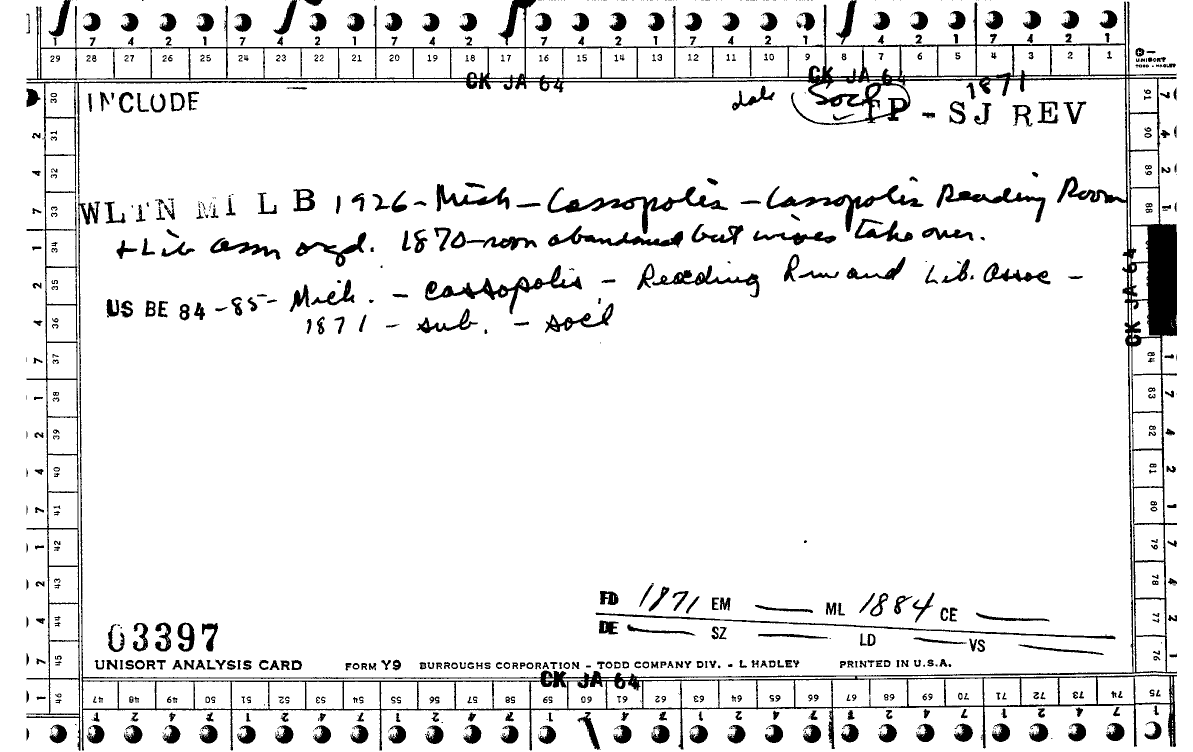 7 4 2 1 7 4 2 1 7 4 2 1 7 4 2 1 7 4 2 1 7 4 2 1 7 4 2 1
29 28 27 26 25 24 23 22 21 20 19 18 17 16 15 14 13 12 11 10 9 8 7 6 5 4 3 2 1
UNISORT
TODD - HADLEY
CK JA 64 CK JA 64
INCLUDE date Socl 1871
TP - SJ REV
WLTN MI L B 1926 - Mich - Cassopolis - Cassopolis Reading Room
+ Lib assn orgd. 1870 - room abandoned but wives take over.
US BE 84-85 - Mich. - Cassopolis - Reading Rm and Lib. Assoc -
1871 - sub. - socl
CK JA 64
30 31 32 33 34 35 36 37 38 39 40 41 42 43 44 45 46
91 90 89 88 84 83 82 81 80 79 78 77 76 75
FD 1871 EM — ML 1884 CE —
DE — SZ — LD — VS —
03397
UNISORT ANALYSIS CARD FORM Y9 BURROUGHS CORPORATION - TODD COMPANY DIV. - L HADLEY PRINTED IN U.S.A.
CK JA 64
47 48 49 50 51 52 53 54 55 56 57 58 59 60 61 62 63 64 65 66 67 68 69 70 71 72 73 74